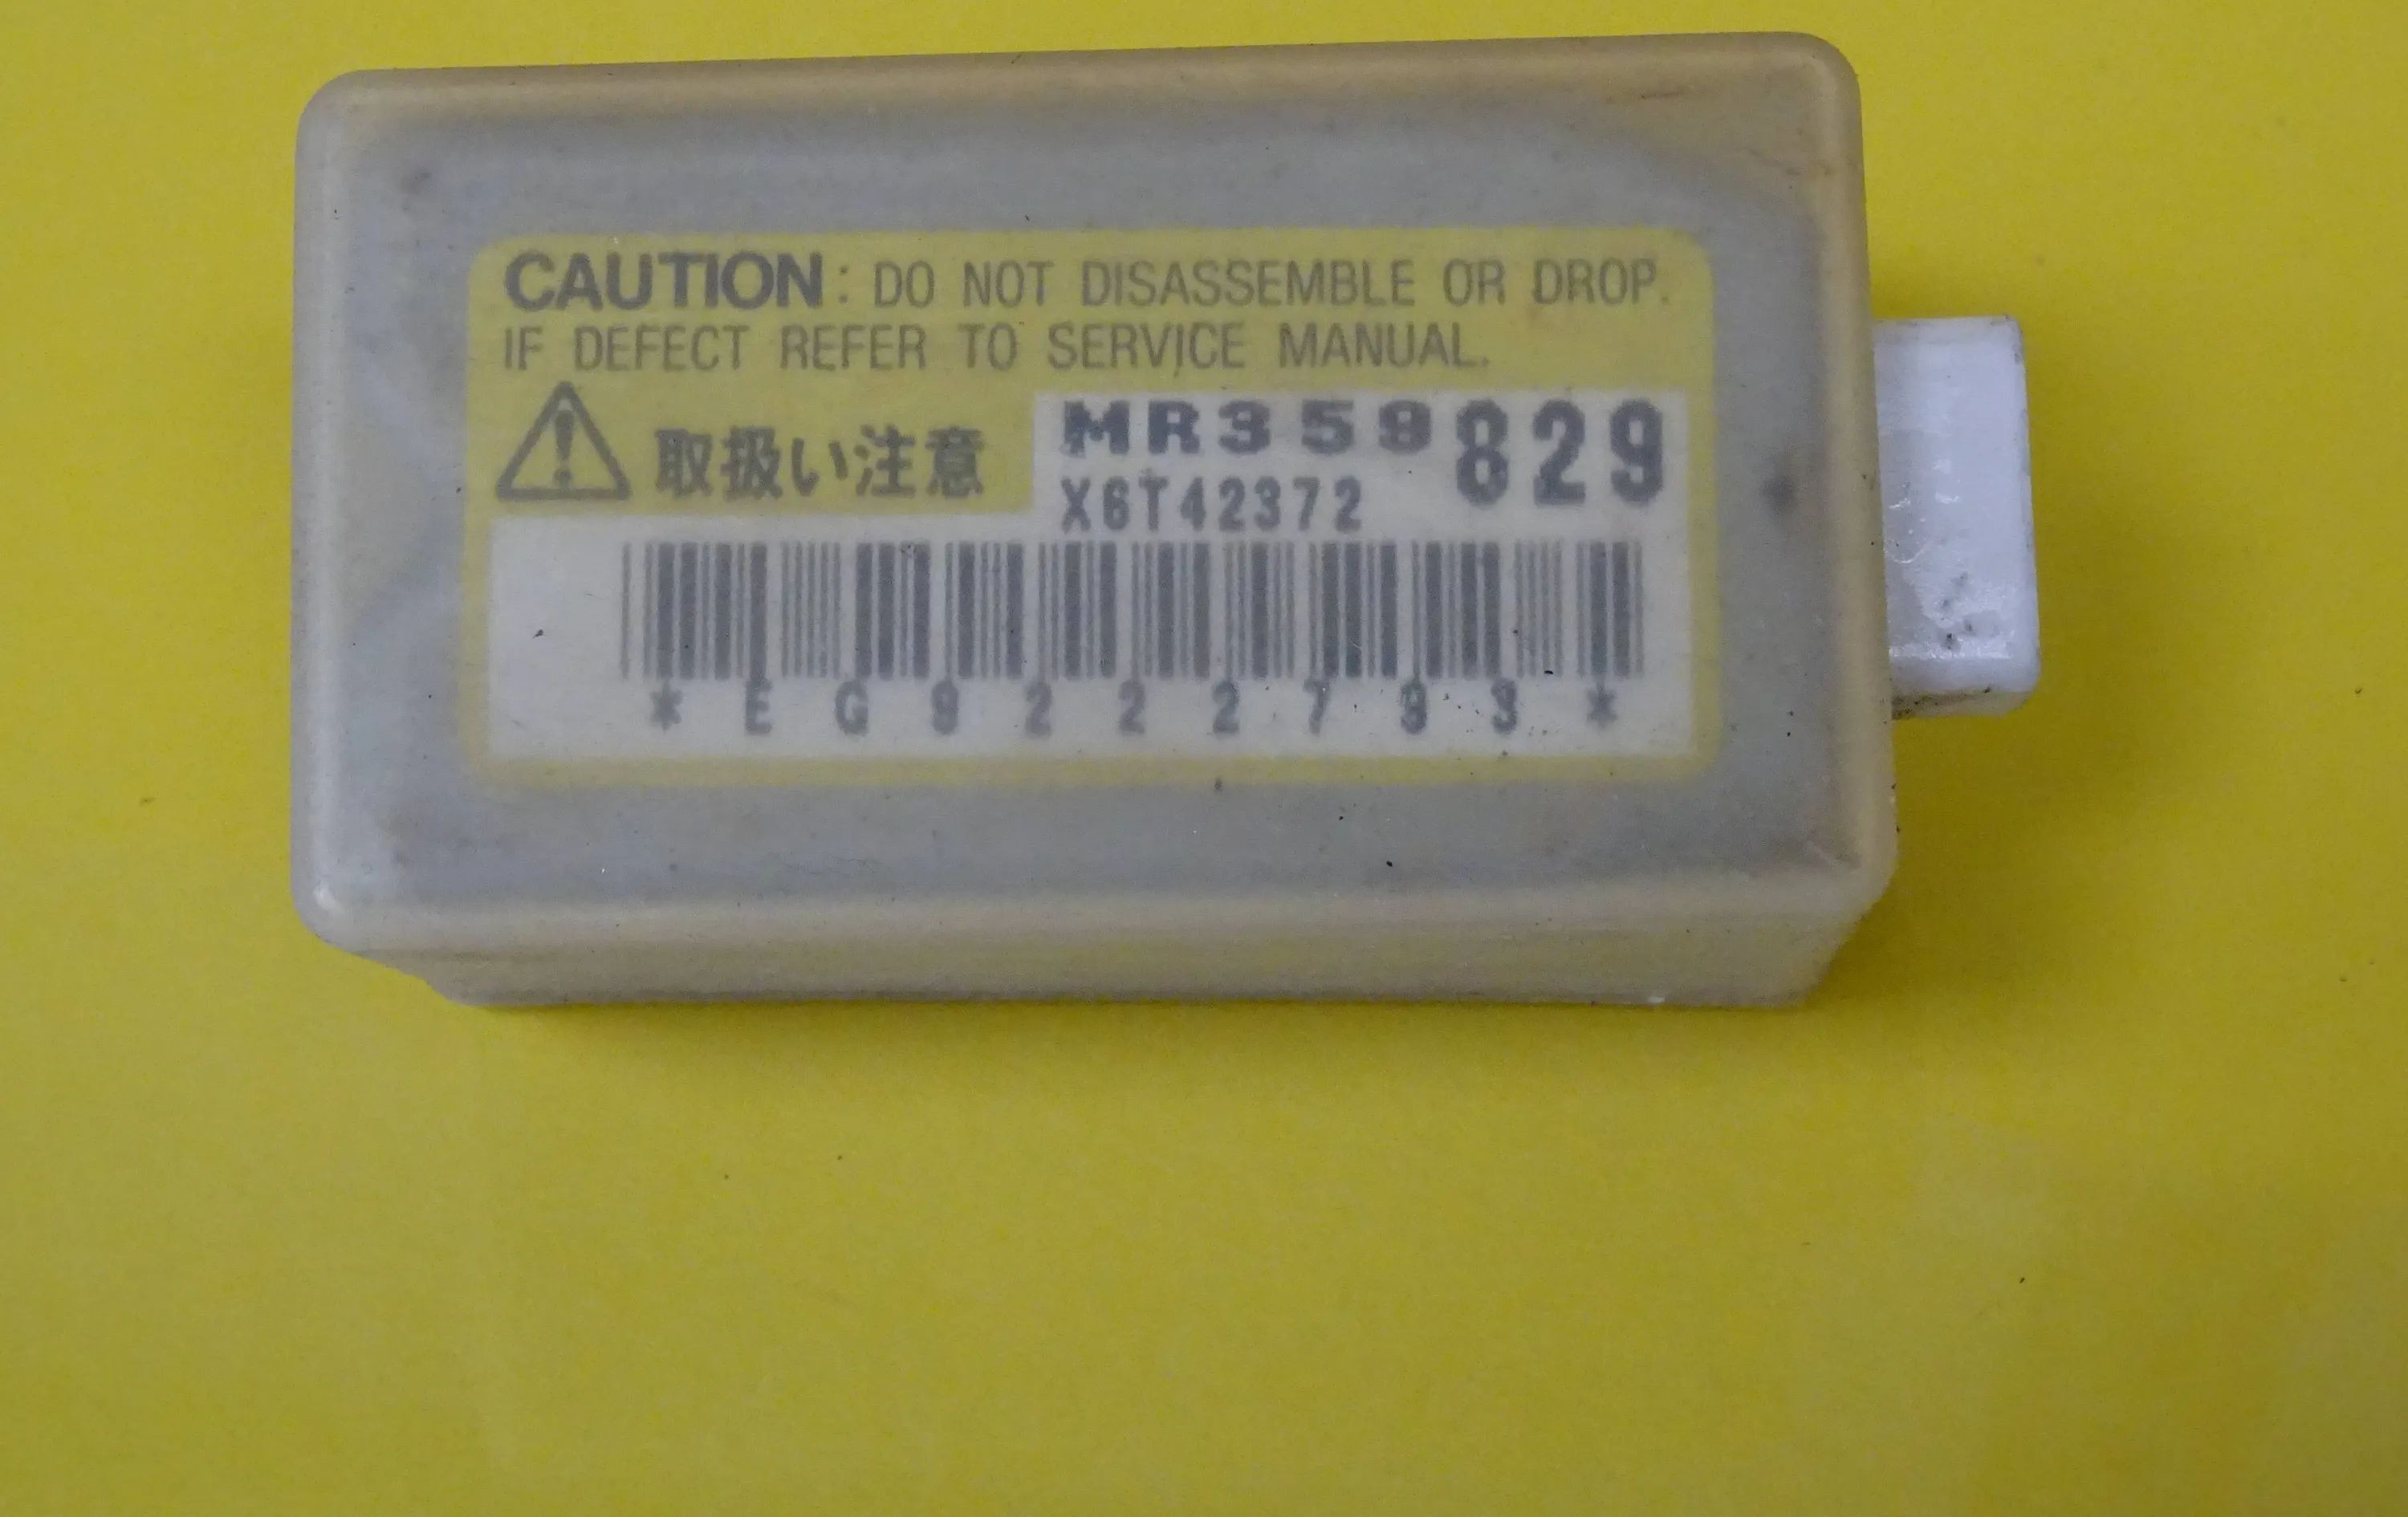 CAUTION: DO NOT DISASSEMBLE OR DROP.
IF DEFECT REFER TO SERVICE MANUAL.
取扱い注意
MR359829
X6T42372
*EG9222793*